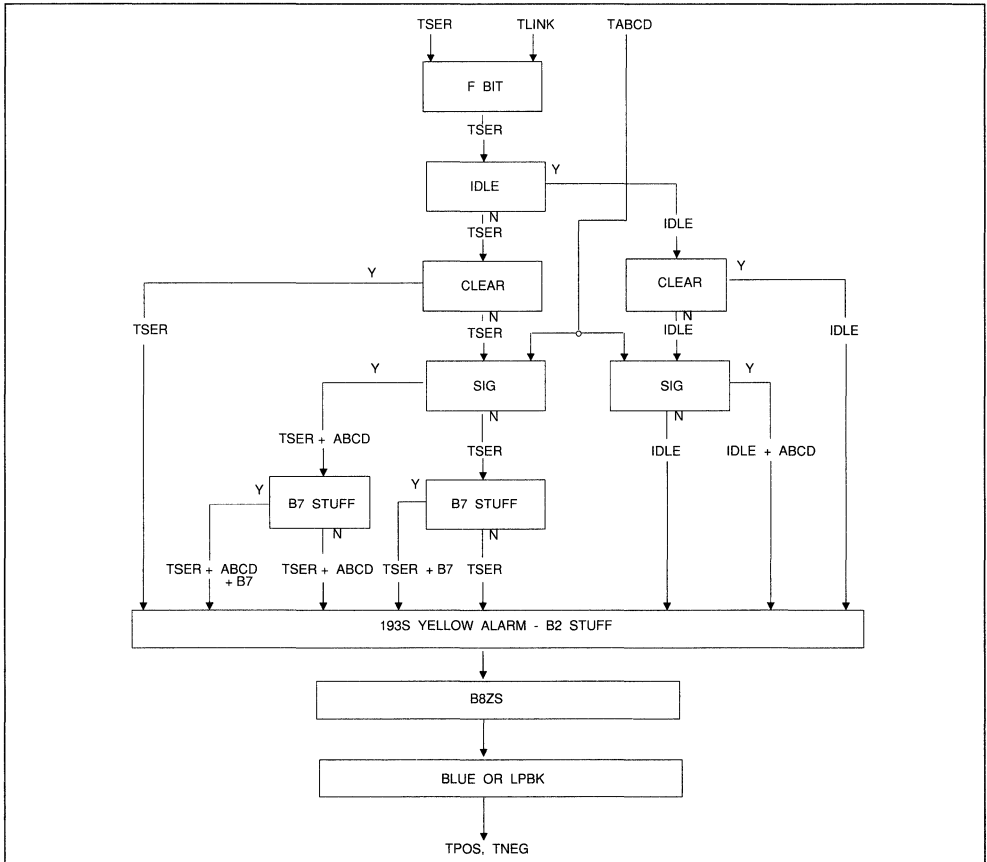 TSER TLINK TABCD
F BIT
TSER
IDLE
Y
N
TSER
IDLE
Y
CLEAR
CLEAR
Y
N
TSER
TSER
N
IDLE
IDLE
Y
SIG
SIG
Y
N
N
TSER + ABCD
TSER
IDLE
IDLE + ABCD
Y
B7 STUFF
Y
B7 STUFF
N
N
TSER + ABCD
+ B7
TSER + ABCD
TSER + B7
TSER
193S YELLOW ALARM - B2 STUFF
B8ZS
BLUE OR LPBK
TPOS, TNEG